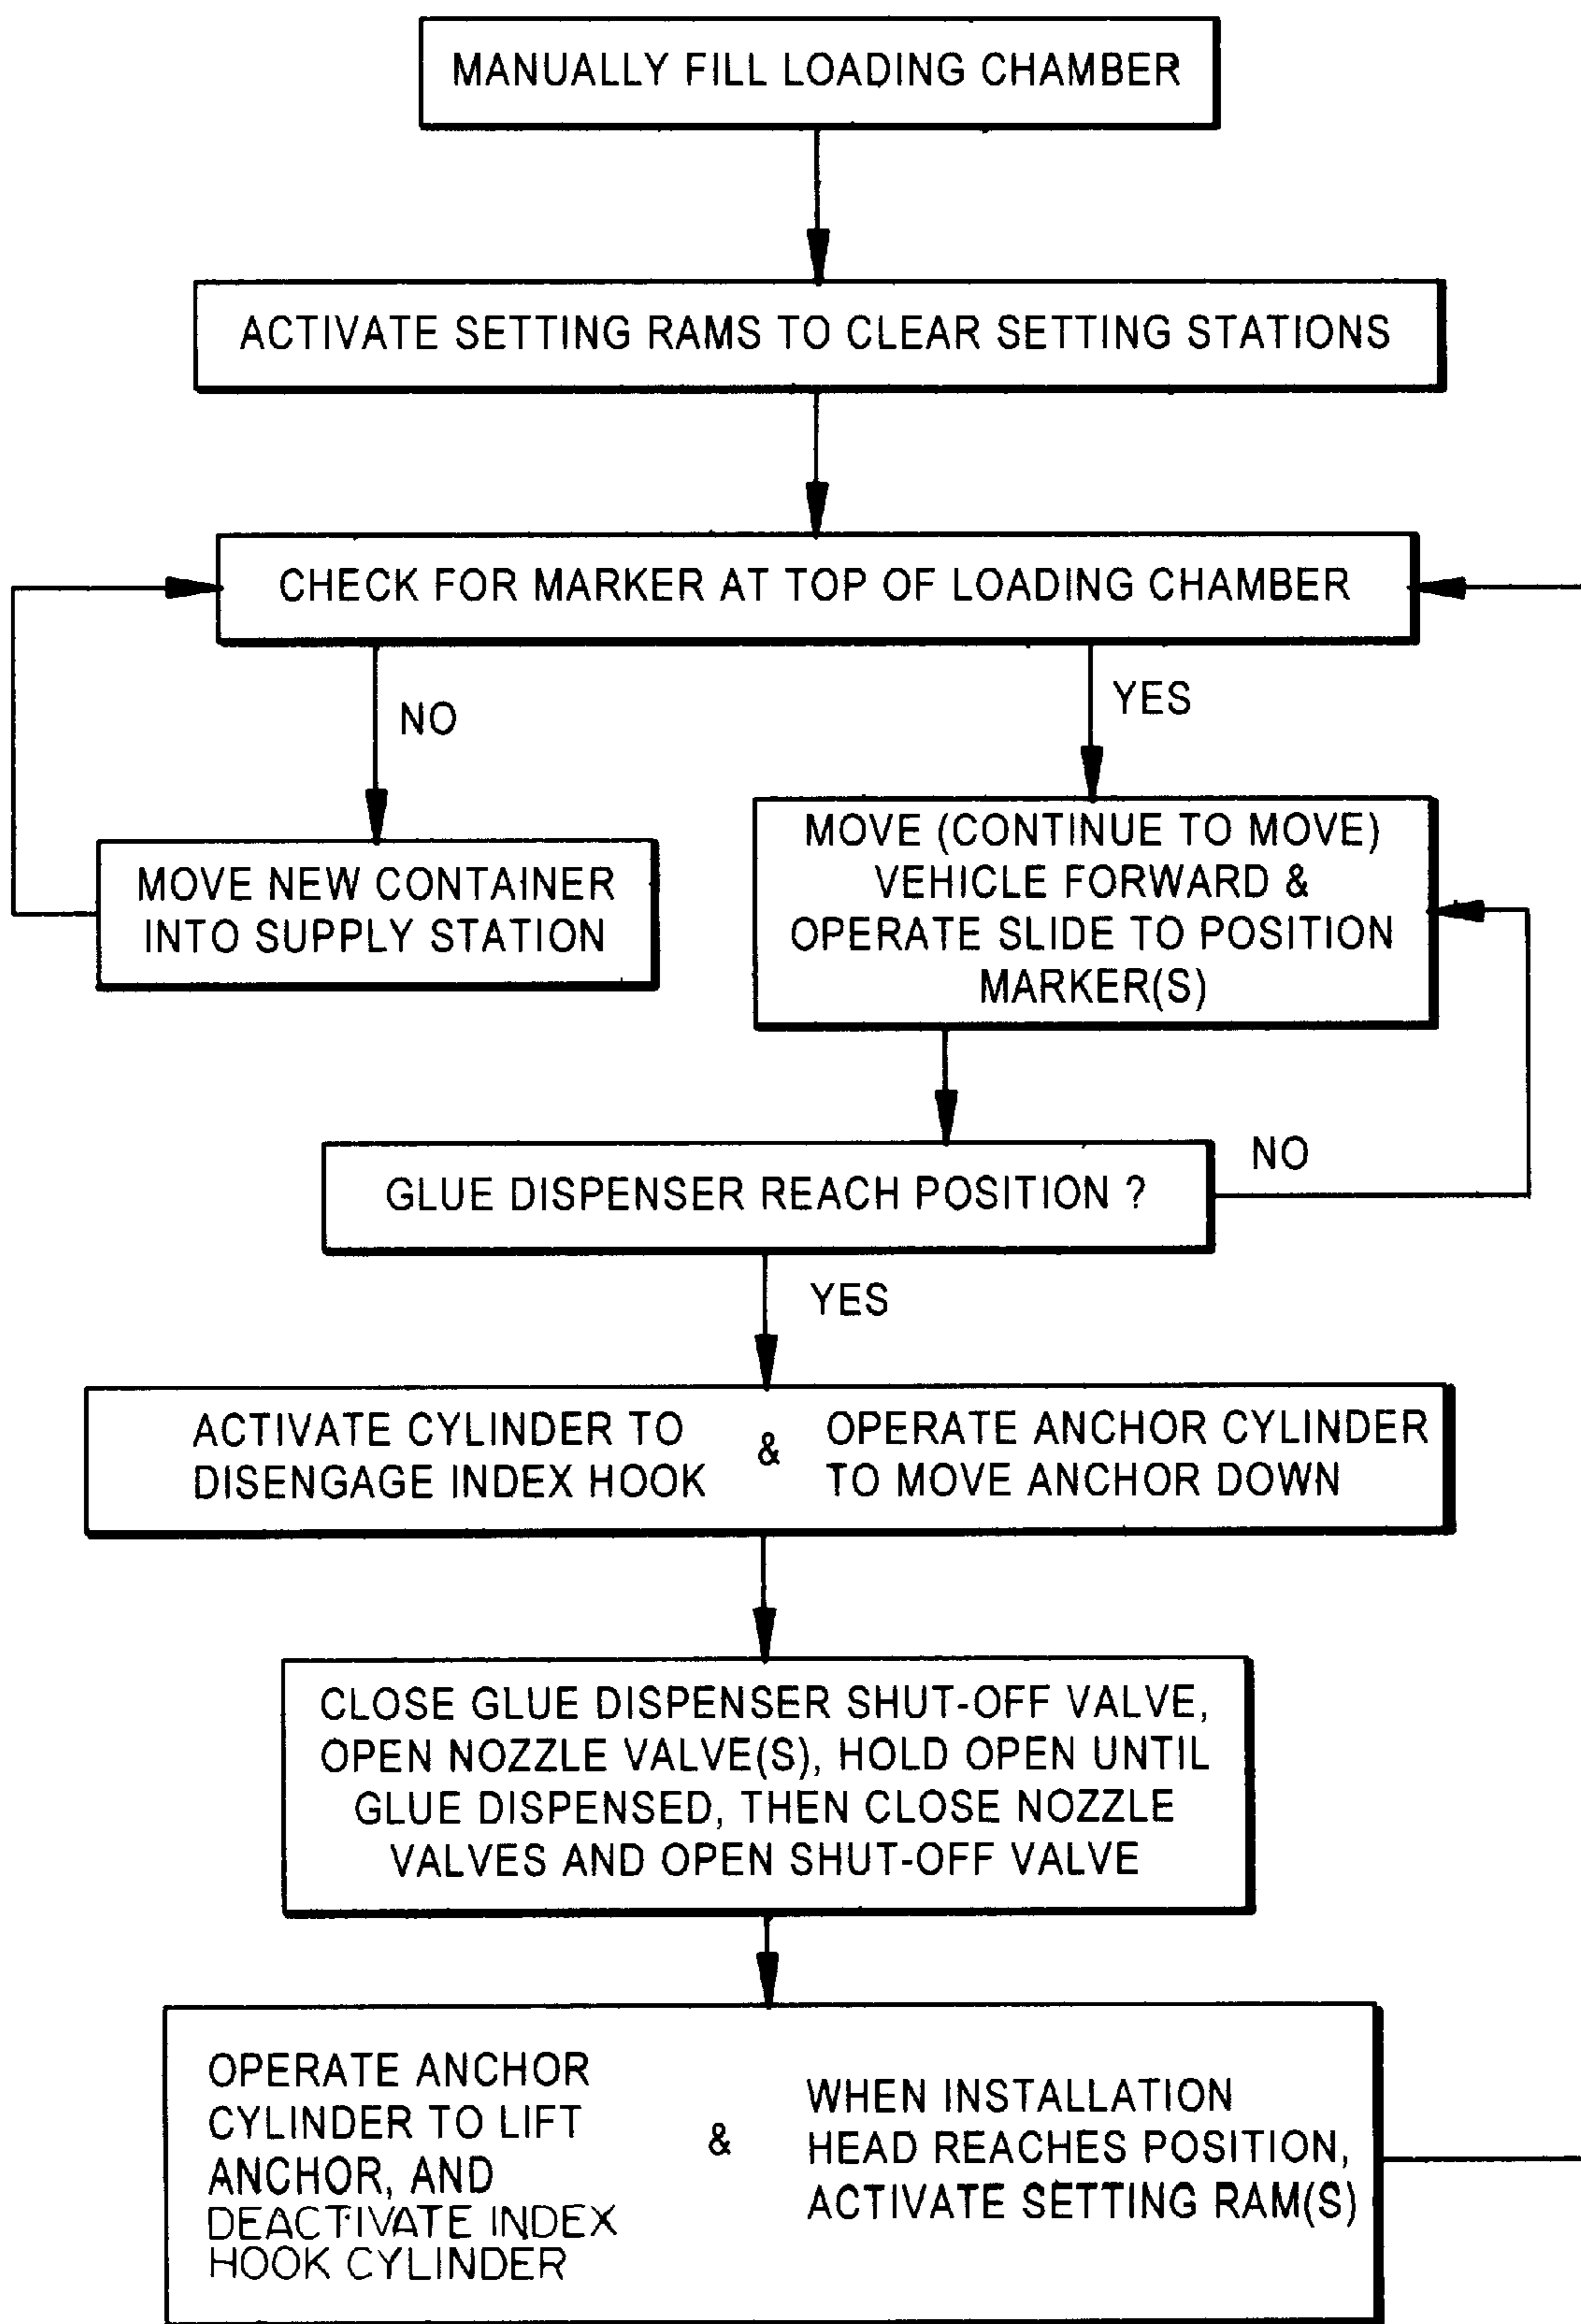 MANUALLY FILL LOADING CHAMBER
ACTIVATE SETTING RAMS TO CLEAR SETTING STATIONS
CHECK FOR MARKER AT TOP OF LOADING CHAMBER
NO
YES
MOVE NEW CONTAINER
INTO SUPPLY STATION
MOVE (CONTINUE TO MOVE)
VEHICLE FORWARD &
OPERATE SLIDE TO POSITION
MARKER(S)
GLUE DISPENSER REACH POSITION ?
NO
YES
ACTIVATE CYLINDER TO
DISENGAGE INDEX HOOK
&
OPERATE ANCHOR CYLINDER
TO MOVE ANCHOR DOWN
CLOSE GLUE DISPENSER SHUT-OFF VALVE,
OPEN NOZZLE VALVE(S), HOLD OPEN UNTIL
GLUE DISPENSED, THEN CLOSE NOZZLE
VALVES AND OPEN SHUT-OFF VALVE
OPERATE ANCHOR
CYLINDER TO LIFT
ANCHOR, AND
DEACTIVATE INDEX
HOOK CYLINDER
&
WHEN INSTALLATION
HEAD REACHES POSITION,
ACTIVATE SETTING RAM(S)